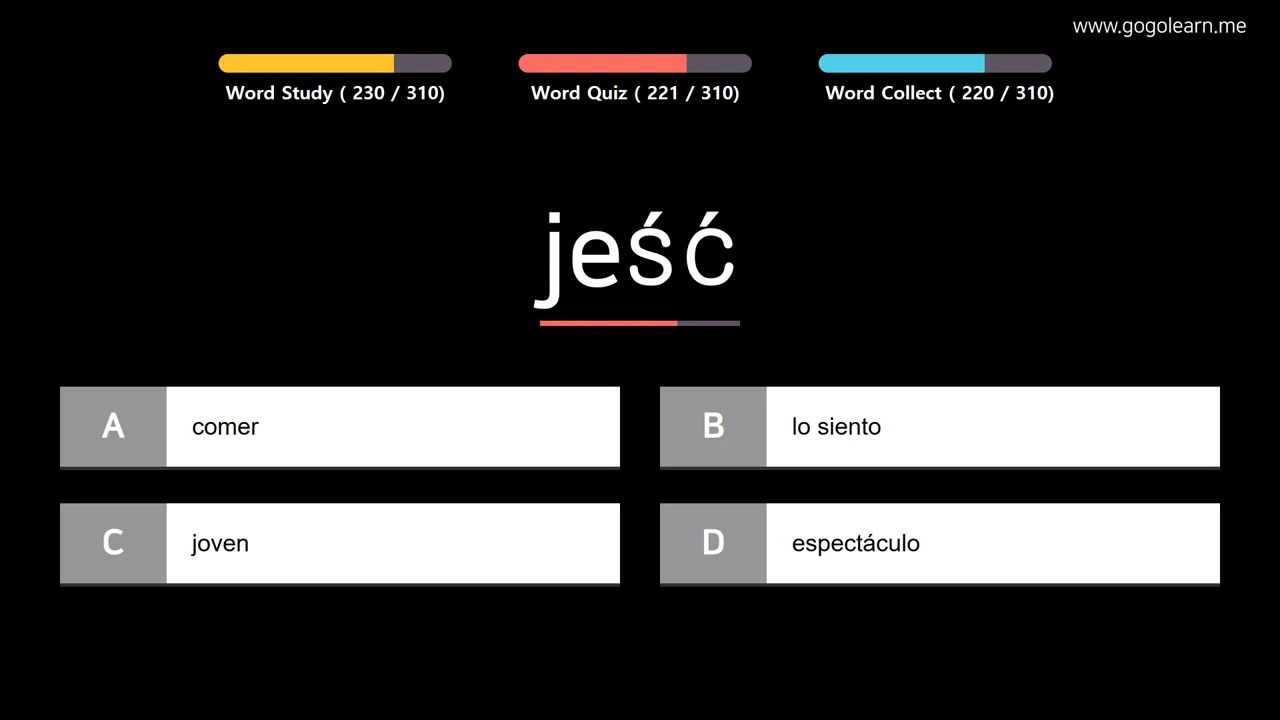 www.gogolearn.me
Word Study ( 230 / 310)
Word Quiz ( 221 / 310)
Word Collect ( 220 / 310)
jeść
A comer
B lo siento
C joven
D espectáculo